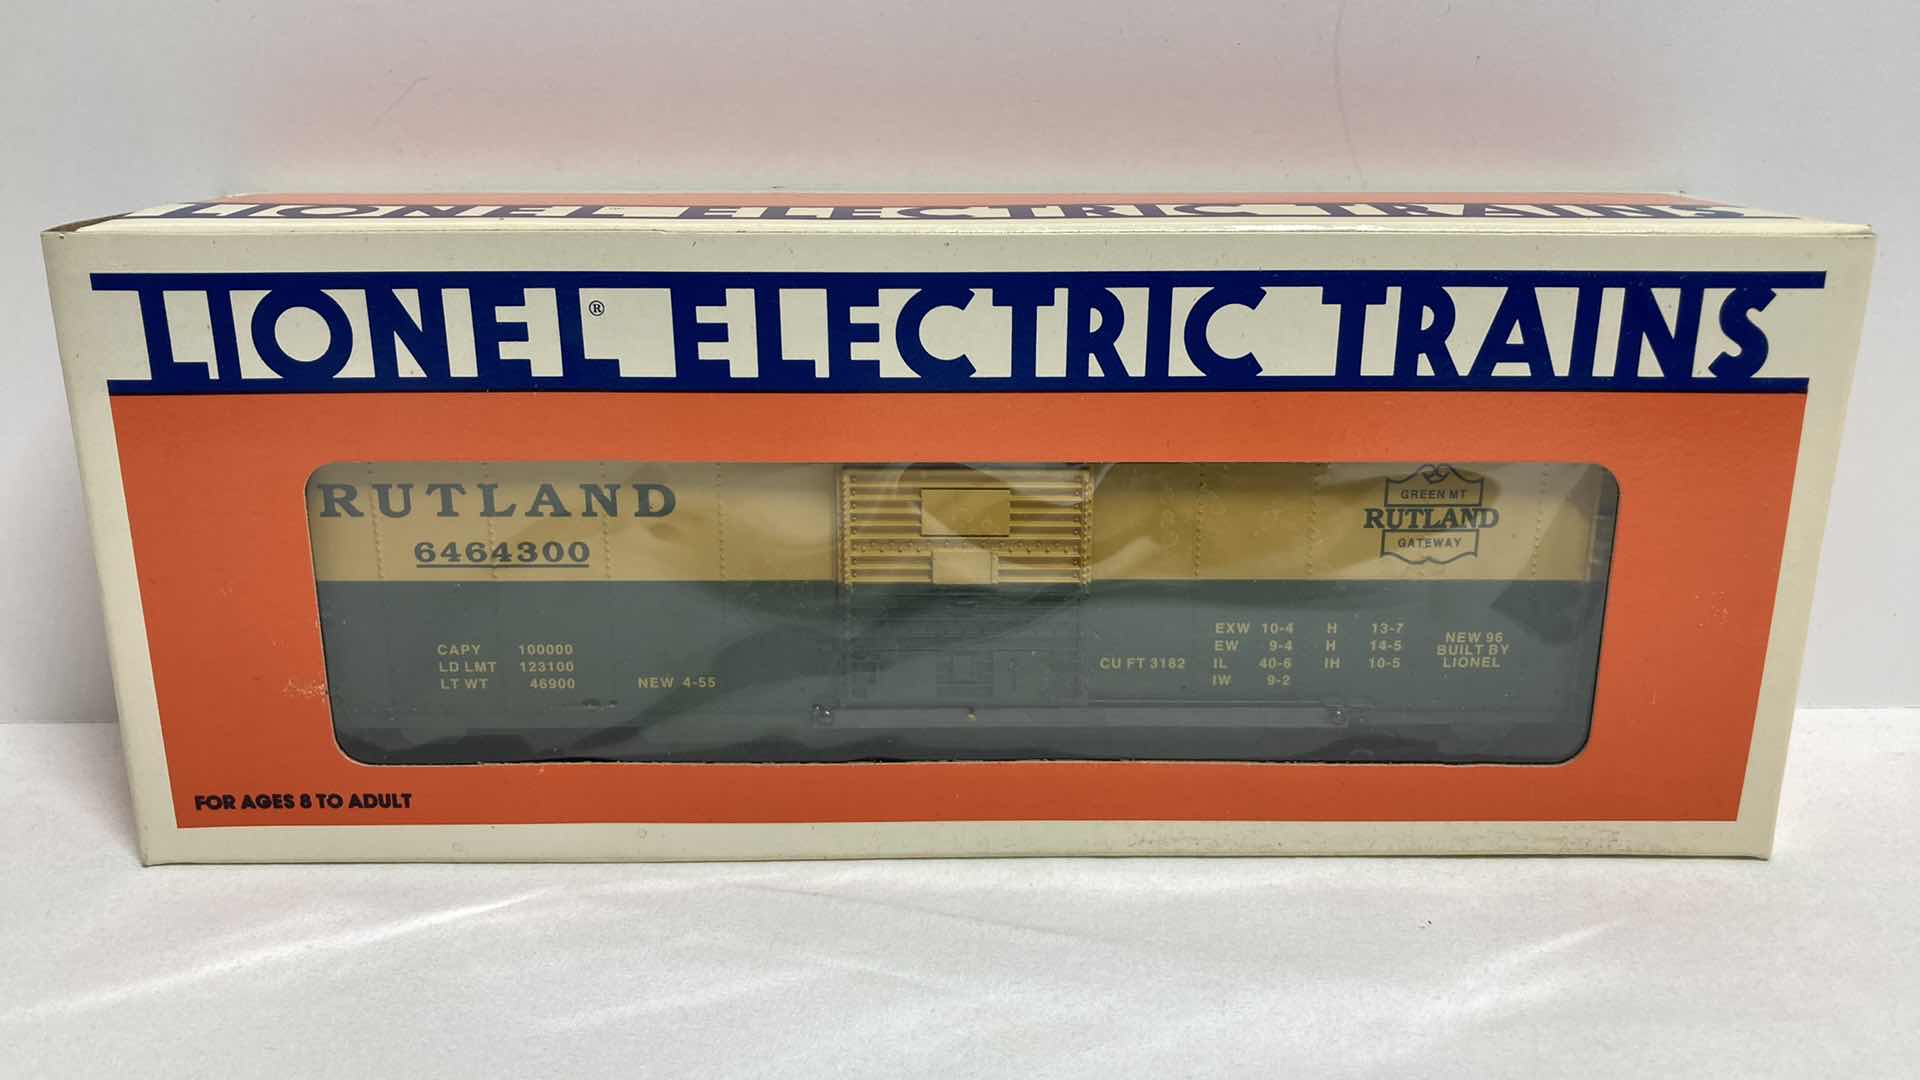 LIONEL ELECTRIC TRAINS
LIONEL® ELECTRIC TRAINS
RUTLAND
6464300
GREEN MT
RUTLAND
GATEWAY
CAPY 100000
LD LMT 123100
LT WT 46900
NEW 4-55
CU FT 3182
EXW 10-4 H 13-7
EW 9-4 H 14-5
IL 40-6 IH 10-5
IW 9-2
NEW 96
BUILT BY
LIONEL
FOR AGES 8 TO ADULT